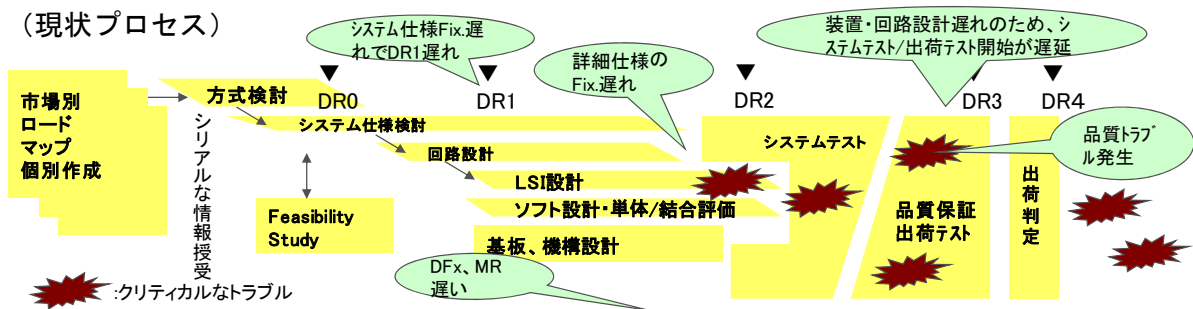 (現状プロセス)
システム仕様Fix.遅
れでDR1遅れ
装置・回路設計遅れのため、シ
ステムテスト/出荷テスト開始が遅延
詳細仕様の
Fix.遅れ
市場別
ロード
マップ
個別作成
シリアルな情報授受
方式検討
DR0
DR1
DR2
DR3
DR4
システム仕様検討
回路設計
LSI設計
ソフト設計・単体/結合評価
基板、機構設計
Feasibility
Study
システムテスト
品質保証
出荷テスト
出荷判定
品質トラブ
ル発生
DFx、MR
遅い
:クリティカルなトラブル